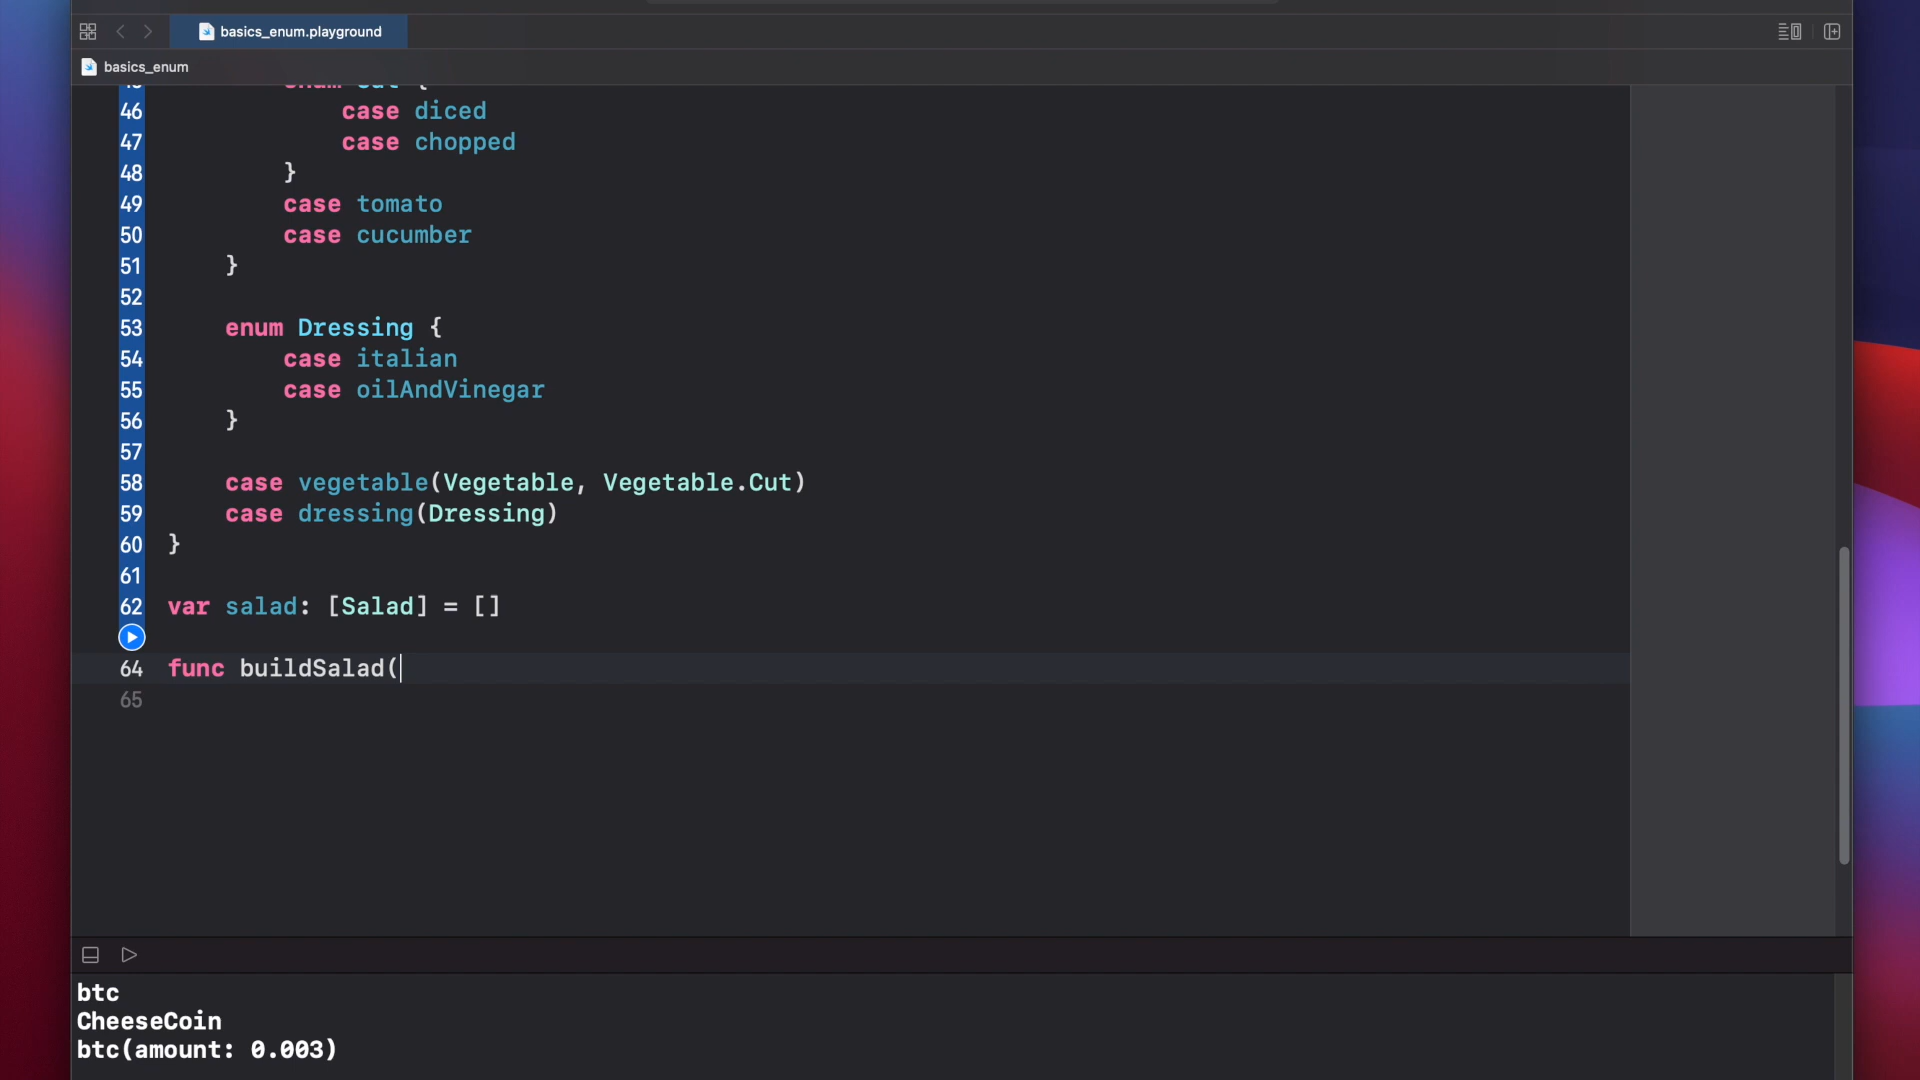 basics_enum.playground
basics_enum
46 case diced
47 case chopped
48 }
49 case tomato
50 case cucumber
51 }
52
53 enum Dressing {
54 case italian
55 case oilAndVinegar
56 }
57
58 case vegetable(Vegetable, Vegetable.Cut)
59 case dressing(Dressing)
60 }
61
62 var salad: [Salad] = []
64 func buildSalad(
65
btc
CheeseCoin
btc(amount: 0.003)